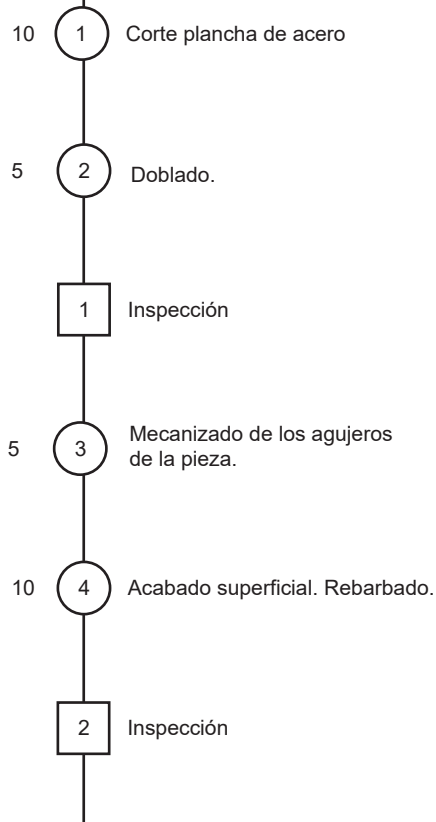 10 1 Corte plancha de acero
5 2 Doblado.
1 Inspección
5 3 Mecanizado de los agujeros
de la pieza.
10 4 Acabado superficial. Rebarbado.
2 Inspección